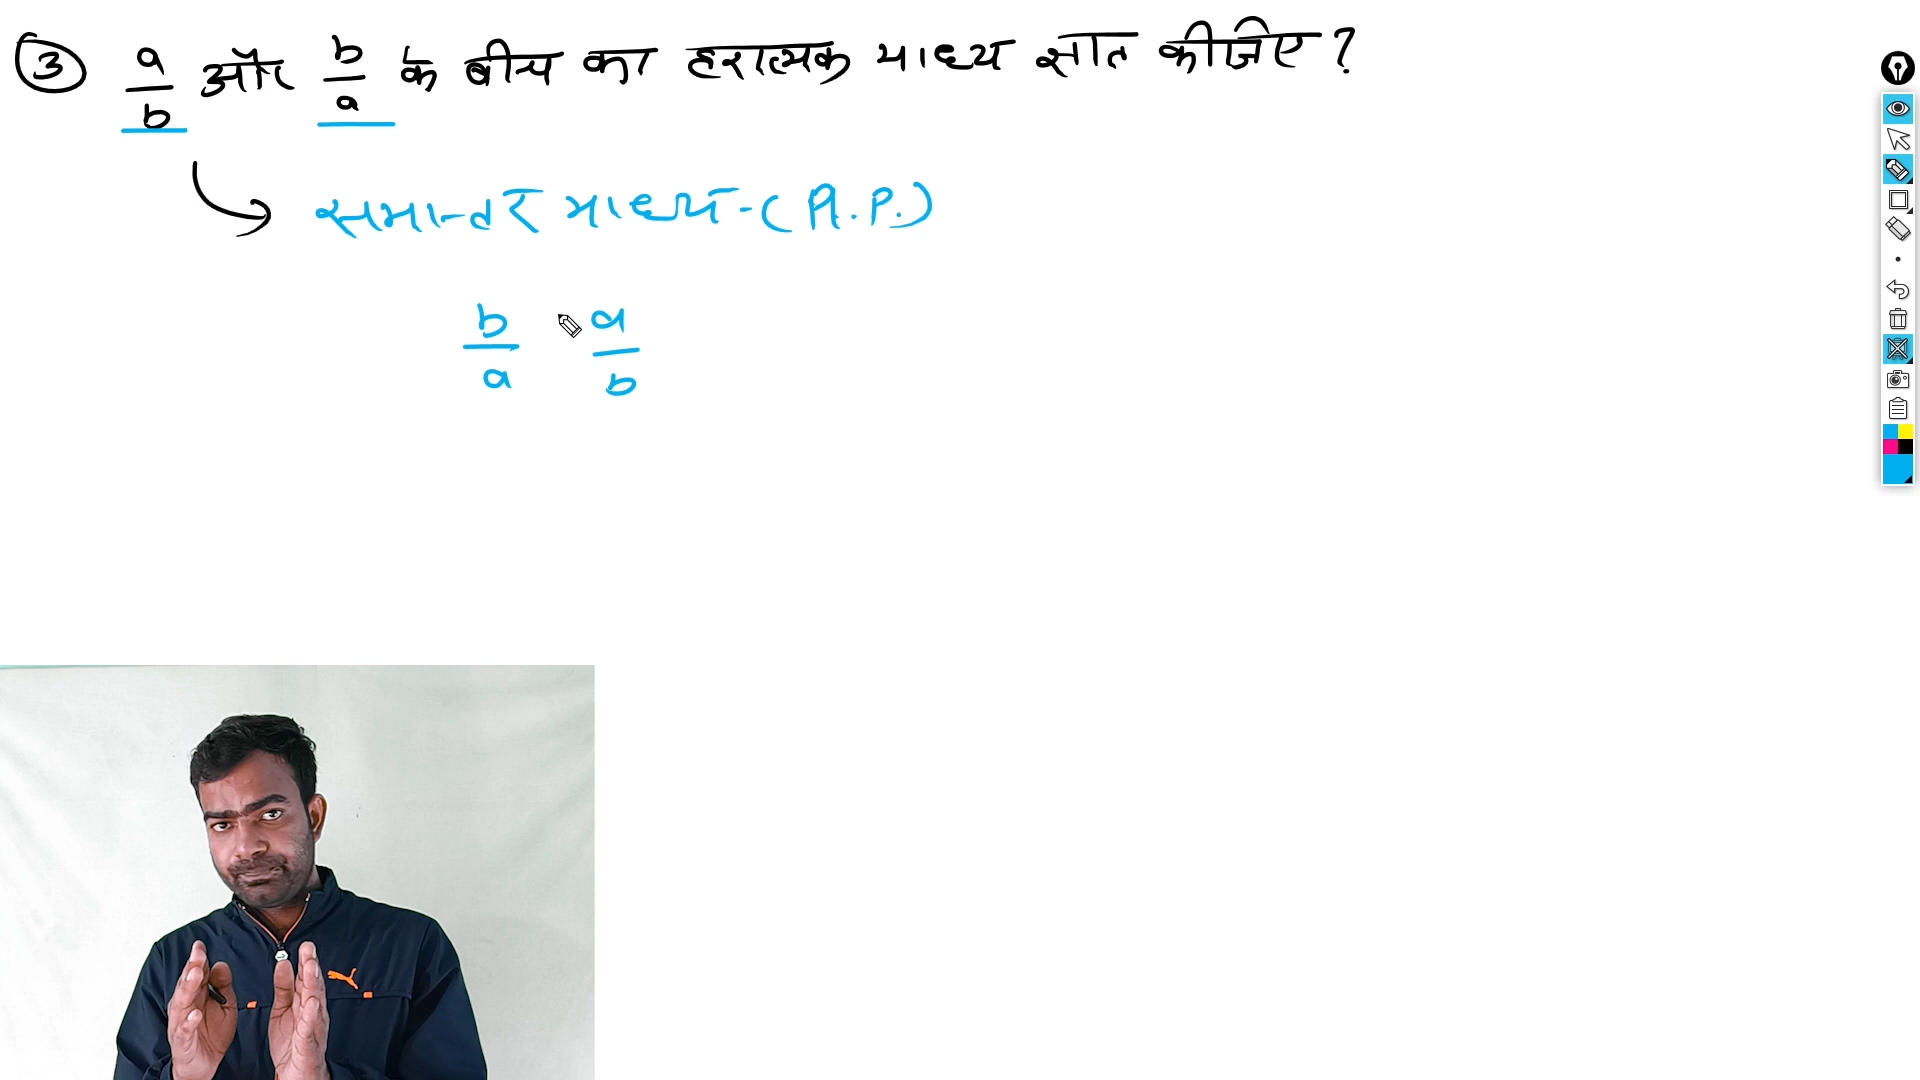 ③ a/b और b/a के बीच का हरात्मक माध्य ज्ञात कीजिए ?
समान्तर माध्य - (A.P.)
b/a a/b